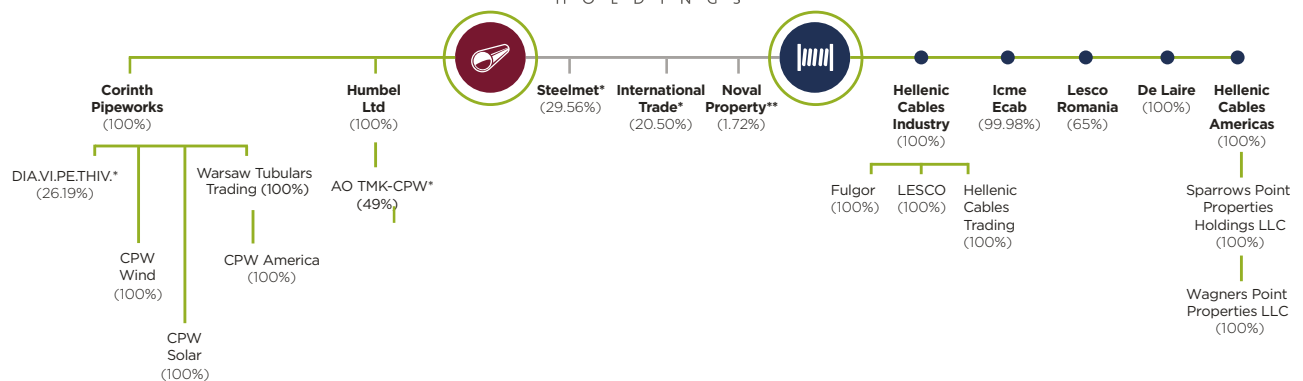 HOLDINGS
Corinth
Pipeworks
(100%)
Humbel
Ltd
(100%)
Steelmet*
(29.56%)
International
Trade*
(20.50%)
Noval
Property**
(1.72%)
Hellenic
Cables
Industry
(100%)
Icme
Ecab
(99.98%)
Lesco
Romania
(65%)
De Laire
(100%)
Hellenic
Cables
Americas
(100%)
DIA.VI.PE.THIV.*
(26.19%)
CPW
Wind
(100%)
CPW
Solar
(100%)
Warsaw Tubulars
Trading (100%)
CPW America
(100%)
AO TMK-CPW*
(49%)
Fulgor
(100%)
LESCO
(100%)
Hellenic
Cables
Trading
(100%)
Sparrows Point
Properties
Holdings LLC
(100%)
Wagners Point
Properties LLC
(100%)